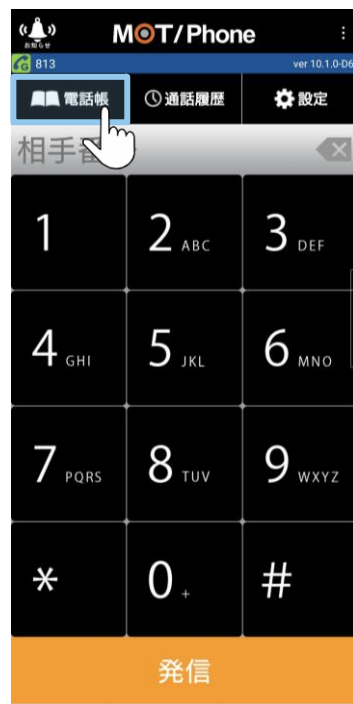 お知らせ
MOT/Phone
813
ver 10.1.0-D6
電話帳
通話履歴
設定
相手番
1
2 ABC
3 DEF
4 GHI
5 JKL
6 MNO
7 PQRS
8 TUV
9 WXYZ
*
0 +
#
発信